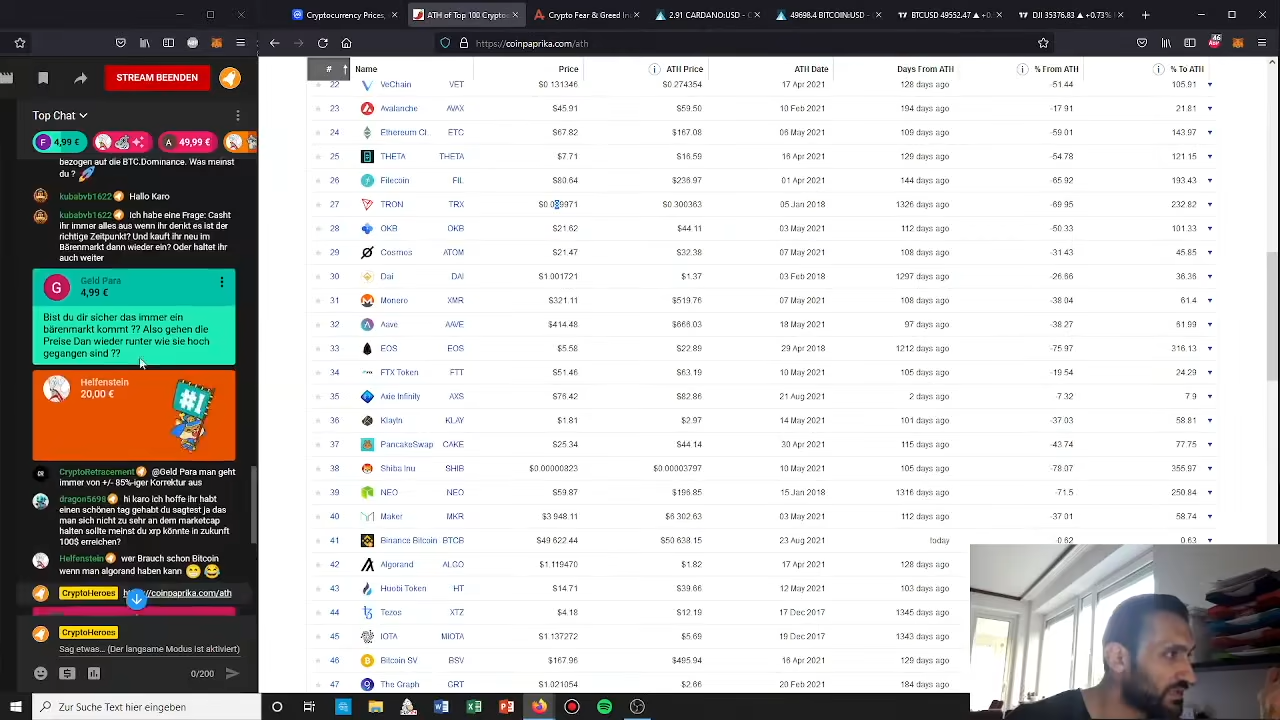 Cryptocurrency Prices,
ATH of Top 100 Cryptoc
Crypto Fear & Greed In
2.91 CARDANO:USD - C
49698.4 BITCOIN:USD -
BTCUSD 49552.47 ▲ +0.
DJI 35376.83 ▲ +0.73%
https://coinpaprika.com/ath
46
STREAM BEENDEN
Top Chat
F 4,99 €
A 49,99 €
bezogen auf die BTC.Dominance. Was meinst
du ?
kubabvb1622 Hallo Karo
kubabvb1622 Ich habe eine Frage: Casht
ihr immer alles aus wenn ihr denkt es ist der
richtige Zeitpunkt? Und kauft ihr neu im
Bärenmarkt dann wieder ein? Oder haltet ihr
auch weiter
G
Geld Para
4,99 €
Bist du dir sicher das immer ein
bärenmarkt kommt ?? Also gehen die
Preise Dan wieder runter wie sie hoch
gegangen sind ??
Helfenstein
20,00 €
#1
CryptoRetracement @Geld Para man geht
immer von +/- 85%-iger Korrektur aus
dragon5698 hi karo ich hoffe ihr habt
einen schönen tag gehabt du sagtest ja das
man sich nicht zu sehr an dem marketcap
halten sollte meinst du xrp könnte in zukunft
100$ erreichen?
Helfenstein wer Brauch schon Bitcoin
wenn man algorand haben kann
CryptoHeroes
coinpaprika.com/ath
CryptoHeroes
Sag etwas… (Der langsame Modus ist aktiviert)
0/200
# Name Price ATH Price ATH Date Days From ATH % From ATH % To ATH
22 VeChain VET $0.131346 $0.274354 17 Apr 2021 128 days ago -51.44 105.91
23 Avalanche AVAX $45.91 $59.50 10 Feb 2021 194 days ago -17.91 21.81
24 Ethereum Cl.. ETC $67.82 $167.08 06 May 2021 109 days ago -59.01 143.97
25 THETA THETA $7.71 $16.59 16 Apr 2021 129 days ago -54.78 121.15
26 Filecoin FIL $80.64 $236.97 01 Apr 2021 144 days ago -65.92 193.43
27 TRON TRX $0.089971 $0.300363 05 Jan 2018 1326 days ago -69.95 232.82
28 OKB OKB $21.62 $44.11 03 May 2021 112 days ago -50.33 101.33
29 Cosmos ATOM $21.47 $32.38 07 May 2021 108 days ago -31.43 45.85
30 Dai DAI $1.001721 $1.37 03 Feb 2018 1297 days ago -26.66 36.36
31 Monero XMR $321.11 $519.76 07 May 2021 108 days ago -38.04 61.4
32 Aave AAVE $414.48 $666.03 18 May 2021 97 days ago -38.27 61.99
33 EOS EOS $5.58 $22.89 29 Apr 2018 1212 days ago -75.97 316.13
34 FTX Token FTT $51.46 $63.19 10 May 2021 105 days ago -19.54 24.29
35 Axie Infinity AXS $76.42 $82.86 21 Aug 2021 2 days ago -7.32 7.9
36 Klaytn KLAY $1.81 $2.97 14 May 2021 101 days ago -37.03 58.81
37 PancakeSwap CAKE $25.34 $44.14 30 Apr 2021 115 days ago -43.74 77.75
38 Shiba Inu SHIB $0.00000823 $0.00003797 10 May 2021 105 days ago -78.07 355.97
39 NEO NEO $59.87 $196.85 15 Jan 2018 1316 days ago -71.5 250.84
40 Maker MKR $3 948.11 $6 302.63 03 May 2021 112 days ago -37.01 58.74
41 Binance Bitcoin BTCB $49 622.44 $50 638.15 23 Aug 2021 today -0.62 0.63
42 Algorand ALGO $1.119470 $1.82 17 Apr 2021 128 days ago
43 Huobi Token HT $14.71 $39.66 12 May 2021 103 days ago
44 Tezos XTZ $4.18 $12.19 17 Dec 2017 1345 days ago
45 IOTA MIOTA $1.137272 $5.69 19 Dec 2017 1343 days ago
46 Bitcoin SV BSV $167.96 $495.94 16 Apr 2021 129 days ago
47 The Graph GRT $1.021054 $2.66 20 Feb 2021 184 days ago
Zur Suche Text hier eingeben